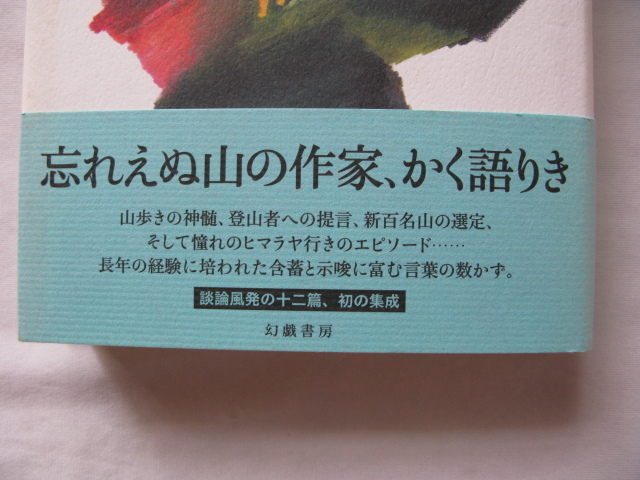 忘れえぬ山の作家、かく語りき
山歩きの神髄、登山者への提言、新百名山の選定、
そして憧れのヒマラヤ行きのエピソード……
長年の経験に培われた含蓄と示唆に富む言葉の数かず。
談論風発の十二篇、初の集成
幻戯書房